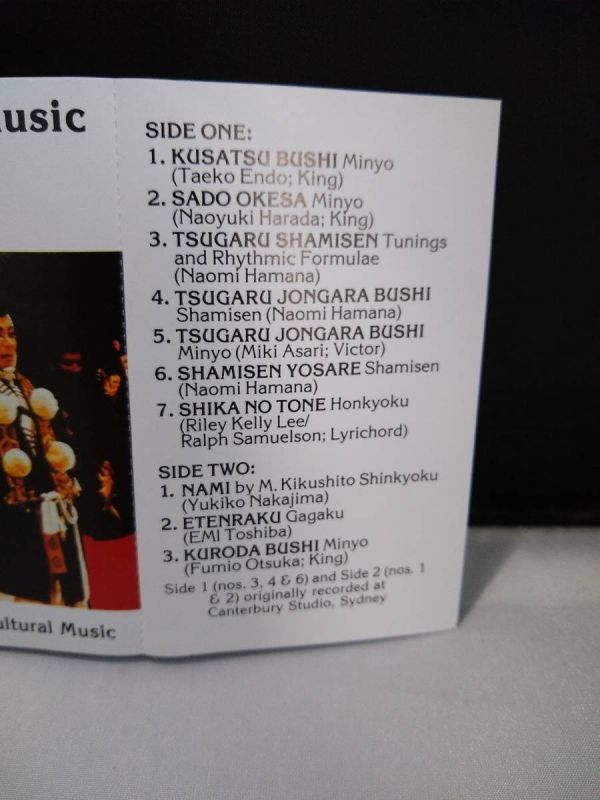 usic
SIDE ONE:
1. KUSATSU BUSHI Minyo
(Taeko Endo; King)
2. SADO OKESA Minyo
(Naoyuki Harada; King)
3. TSUGARU SHAMISEN Tunings
and Rhythmic Formulae
(Naomi Hamana)
4. TSUGARU JONGARA BUSHI
Shamisen (Naomi Hamana)
5. TSUGARU JONGARA BUSHI
Minyo (Miki Asari; Victor)
6. SHAMISEN YOSARE Shamisen
(Naomi Hamana)
7. SHIKA NO TONE Honkyoku
(Riley Kelly Lee/
Ralph Samuelson; Lyrichord)
SIDE TWO:
1. NAMI by M. Kikushito Shinkyoku
(Yukiko Nakajima)
2. ETENRAKU Gagaku
(EMI Toshiba)
3. KURODA BUSHI Minyo
(Fumio Otsuka; King)
Side 1 (nos. 3, 4 & 6) and Side 2 (nos. 1
& 2) originally recorded at
Canterbury Studio, Sydney
ultural Music